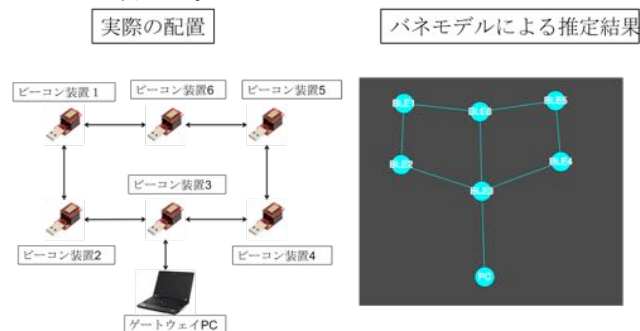 実際の配置
バネモデルによる推定結果
ビーコン装置1
ビーコン装置6
ビーコン装置5
ビーコン装置3
ビーコン装置2
ビーコン装置4
ゲートウェイPC
BLE1
BLE6
BLE5
BLE2
BLE3
BLE4
PC